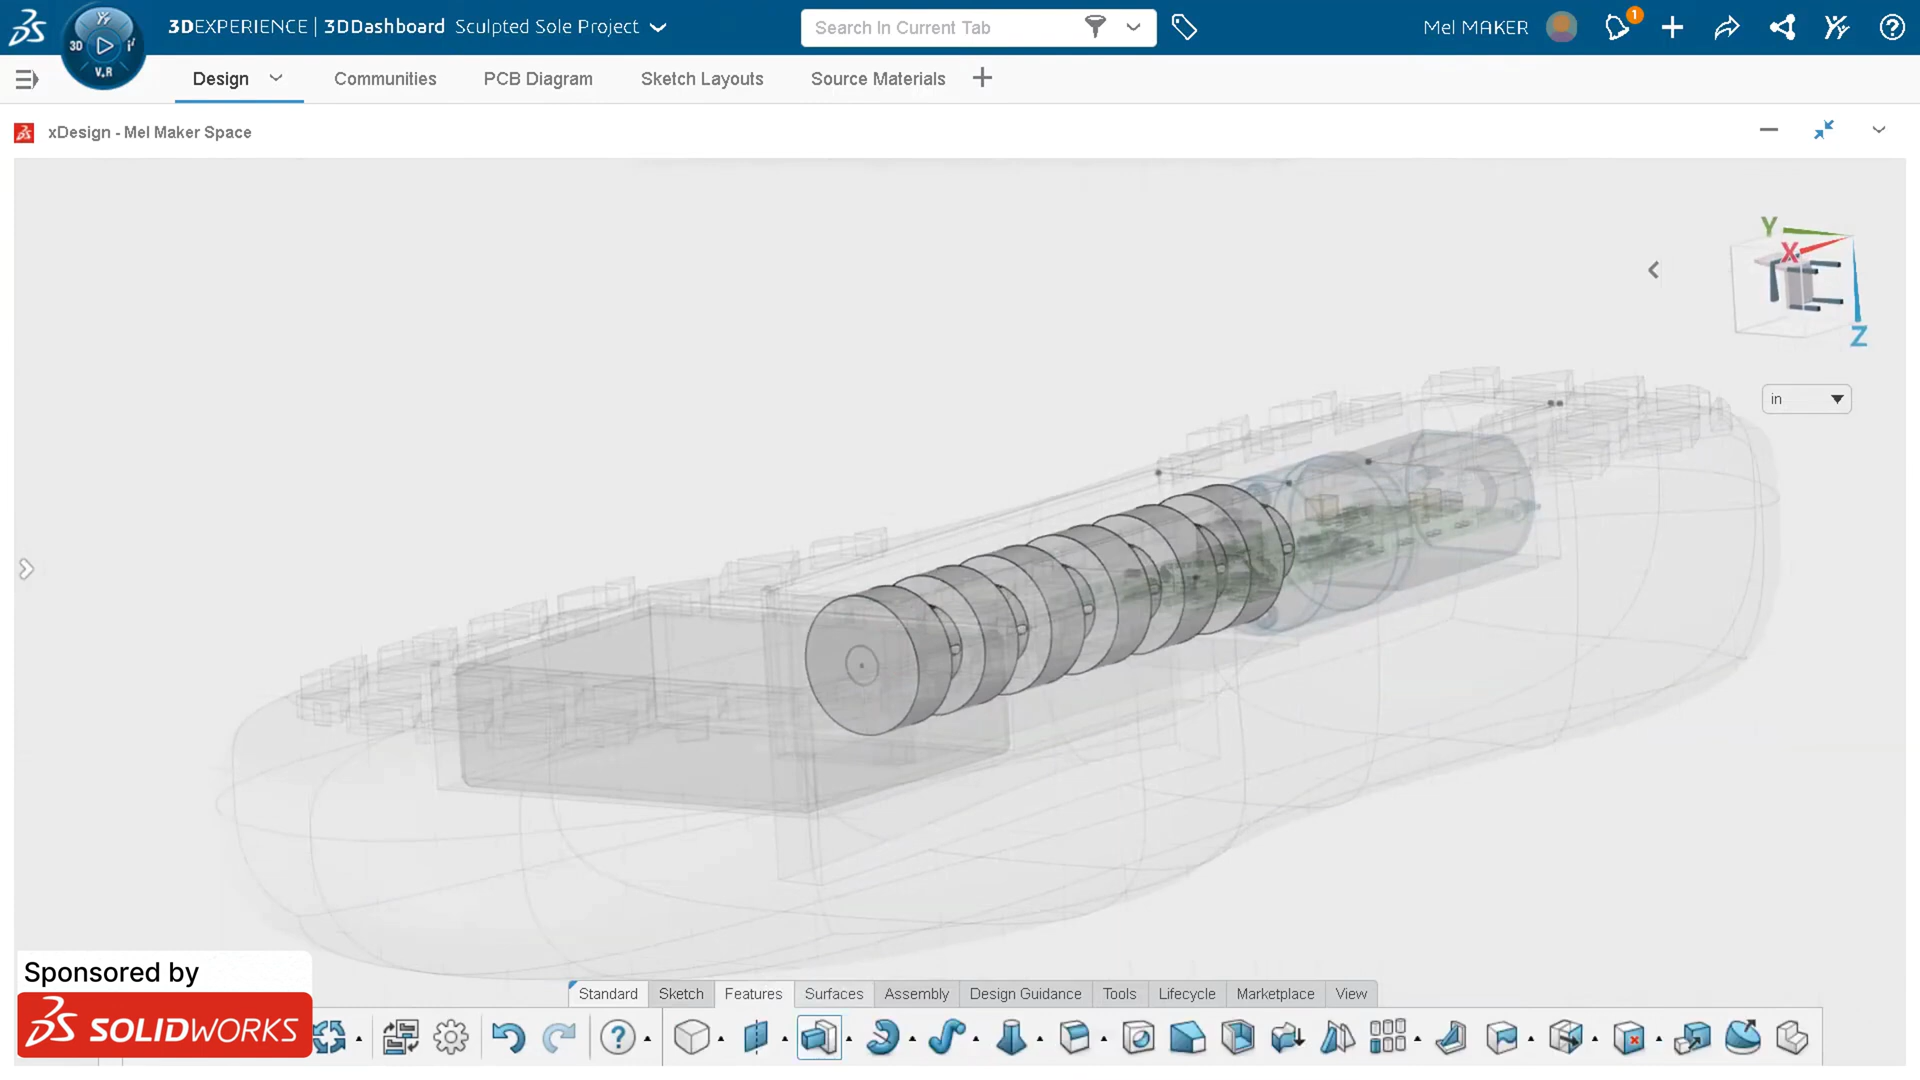 3DEXPERIENCE | 3DDashboard Sculpted Sole Project
Search In Current Tab
Mel MAKER
1
3D
V.R
Design
Communities
PCB Diagram
Sketch Layouts
Source Materials
xDesign - Mel Maker Space
Y
X
Z
in
Sponsored by
SOLIDWORKS
Standard
Sketch
Features
Surfaces
Assembly
Design Guidance
Tools
Lifecycle
Marketplace
View